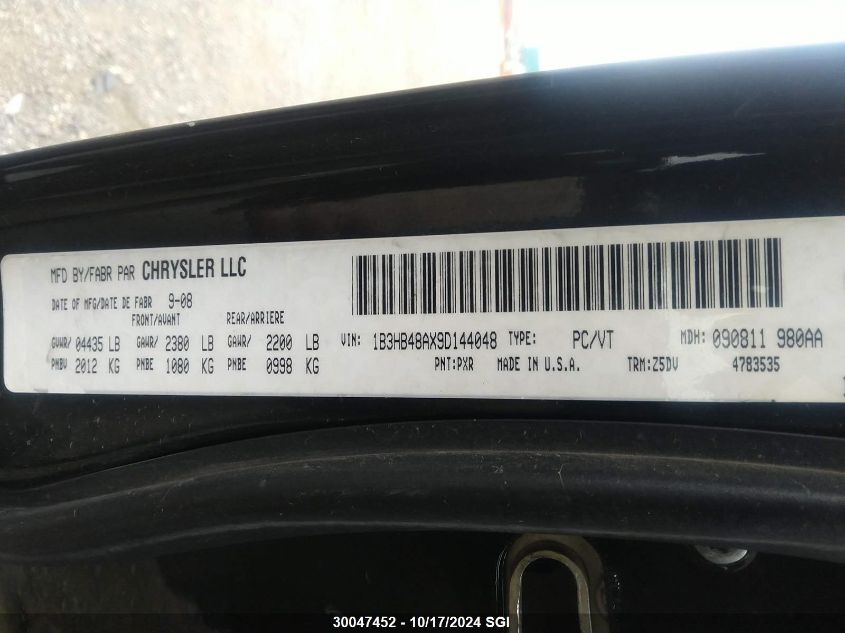 MFD BY/FABR PAR CHRYSLER LLC
DATE OF MFG/DATE DE FABR 9-08
FRONT/AVANT REAR/ARRIERE
GVWR/ 04435 LB GAWR/ 2380 LB GAWR/ 2200 LB VIN: 1B3HB48AX9D144048 TYPE: PC/VT MDH: 090811 980AA
PNBV 2012 KG PNBE 1080 KG PNBE 0998 KG PNT:PXR MADE IN U.S.A. TRM:Z5DV 4783535
30047452 - 10/17/2024 SGI